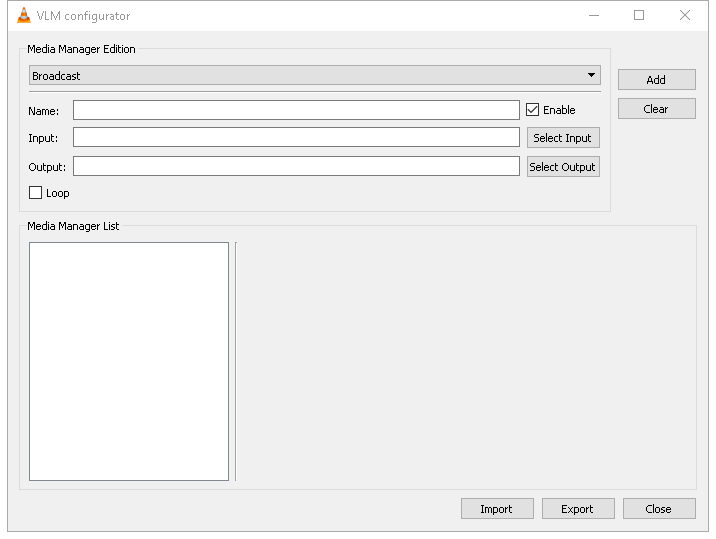 VLM configurator
Media Manager Edition
Broadcast
Add
Name:
Enable
Clear
Input:
Select Input
Output:
Select Output
Loop
Media Manager List
Import
Export
Close